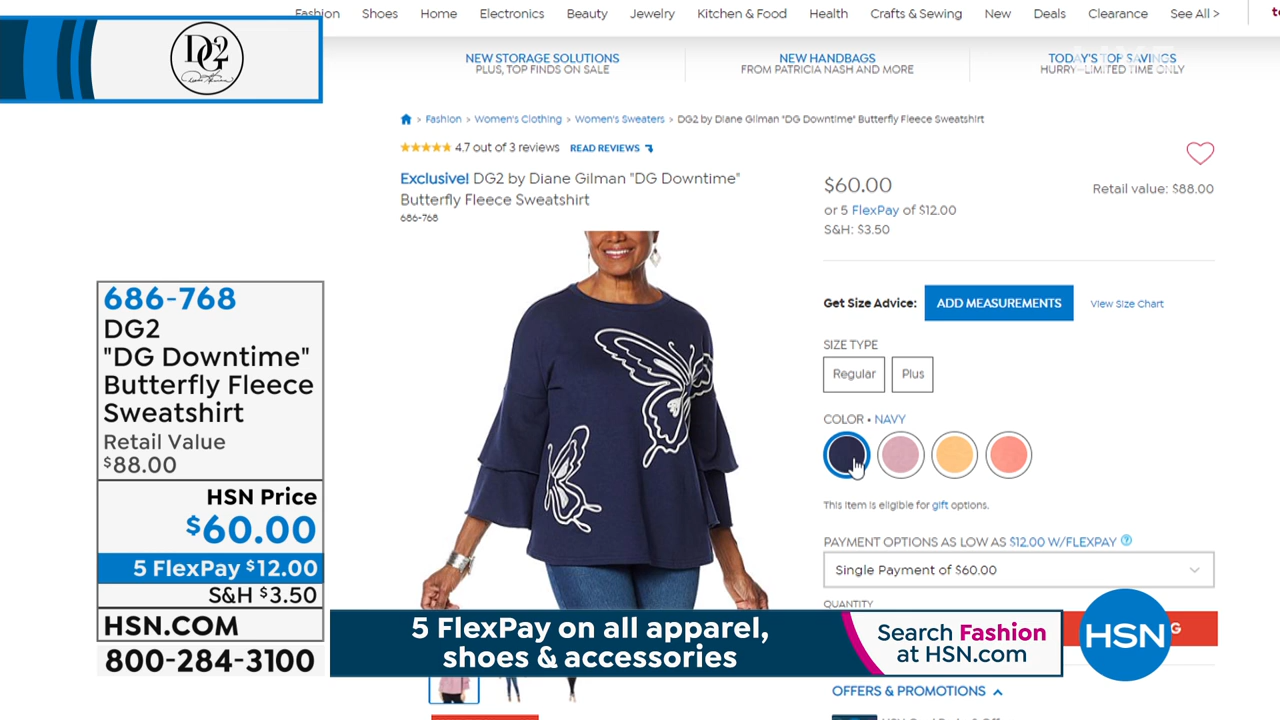 Fashion Shoes Home Electronics Beauty Jewelry Kitchen & Food Health Crafts & Sewing New Deals Clearance See All >
DG2
NEW STORAGE SOLUTIONS
PLUS, TOP FINDS ON SALE
NEW HANDBAGS
FROM PATRICIA NASH AND MORE
TODAY'S TOP SAVINGS
HURRY-LIMITED TIME ONLY
> Fashion > Women's Clothing > Women's Sweaters > DG2 by Diane Gilman "DG Downtime" Butterfly Fleece Sweatshirt
4.7 out of 3 reviews READ REVIEWS
Exclusive! DG2 by Diane Gilman "DG Downtime"
Butterfly Fleece Sweatshirt
686-768
$60.00
Retail value: $88.00
or 5 FlexPay of $12.00
S&H: $3.50
Get Size Advice: ADD MEASUREMENTS View Size Chart
SIZE TYPE
Regular Plus
COLOR • NAVY
This item is eligible for gift options.
PAYMENT OPTIONS AS LOW AS $12.00 W/FLEXPAY ?
Single Payment of $60.00
QUANTITY
OFFERS & PROMOTIONS
686-768
DG2
"DG Downtime"
Butterfly Fleece
Sweatshirt
Retail Value
$88.00
HSN Price
$60.00
5 FlexPay $12.00
S&H $3.50
HSN.COM
800-284-3100
5 FlexPay on all apparel,
shoes & accessories
Search Fashion
at HSN.com
HSN